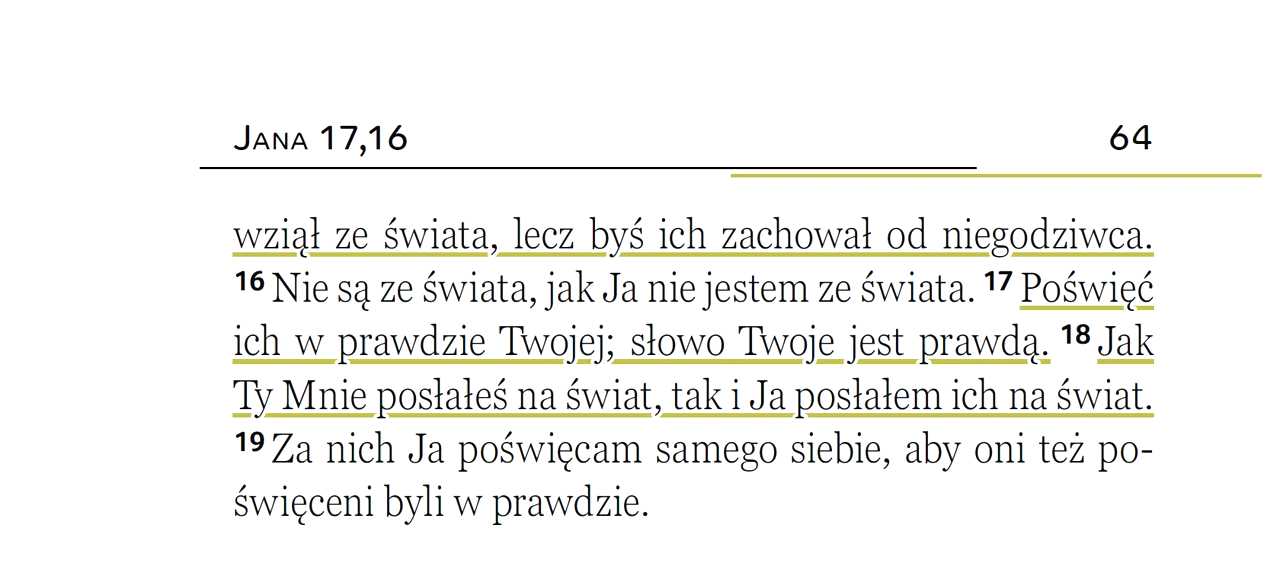 Jana 17,16 64
wziął ze świata, lecz byś ich zachował od niegodziwca.
16 Nie są ze świata, jak Ja nie jestem ze świata. 17 Poświęć
ich w prawdzie Twojej; słowo Twoje jest prawdą. 18 Jak
Ty Mnie posłałeś na świat, tak i Ja posłałem ich na świat.
19 Za nich Ja poświęcam samego siebie, aby oni też po-
święceni byli w prawdzie.